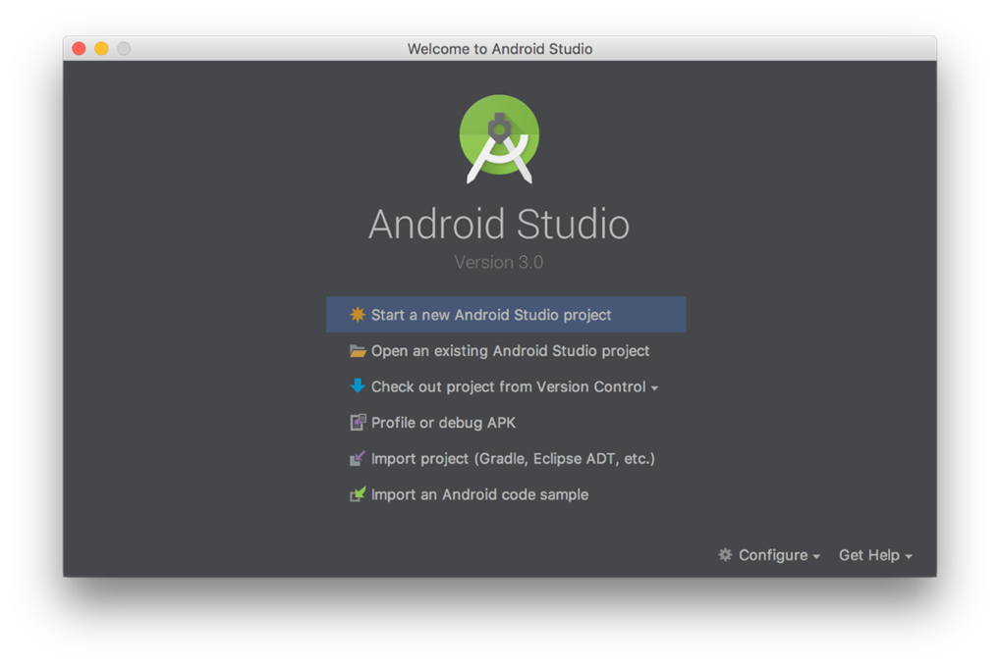 Welcome to Android Studio
Android Studio
Version 3.0
Start a new Android Studio project
Open an existing Android Studio project
Check out project from Version Control
Profile or debug APK
Import project (Gradle, Eclipse ADT, etc.)
Import an Android code sample
Configure Get Help